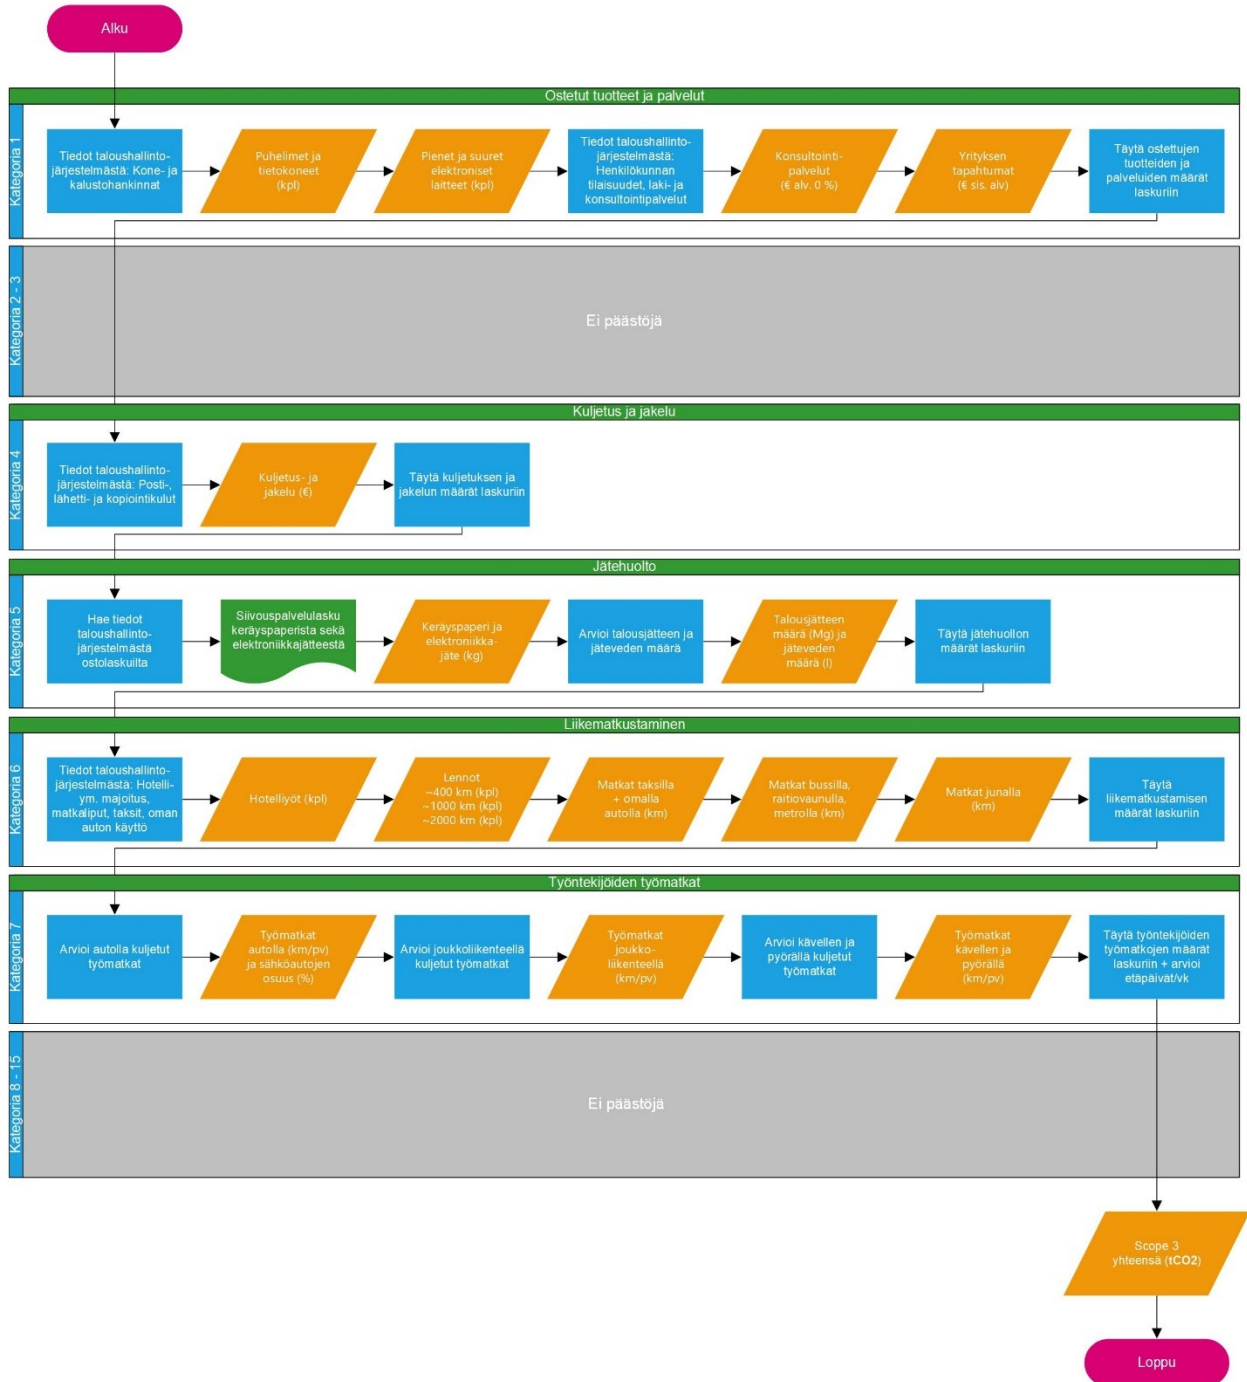 Alku
Ostetut tuotteet ja palvelut
Kategoria 1
Tiedot taloushallinto-
järjestelmästä: Kone- ja
kalustohankinnat
Puhelimet ja
tietokoneet
(kpl)
Pienet ja suuret
elektroniset
laitteet (kpl)
Tiedot taloushallinto-
järjestelmästä:
Henkilökunnan
tilaisuudet, laki- ja
konsultointipalvelut
Konsultointi-
palvelut
(€ alv. 0 %)
Yrityksen
tapahtumat
(€ sis. alv)
Täytä ostettujen
tuotteiden ja
palveluiden määrät
laskuriin
Kategoria 2 - 3
Ei päästöjä
Kuljetus ja jakelu
Kategoria 4
Tiedot taloushallinto-
järjestelmästä: Posti-,
lähetti- ja kopiointikulut
Kuljetus- ja
jakelu (€)
Täytä kuljetuksen ja
jakelun määrät laskuriin
Jätehuolto
Kategoria 5
Hae tiedot
taloushallinto-
järjestelmästä
ostolaskuilta
Siivouspalvelulasku
keräyspaperista sekä
elektroniikkajätteestä
Keräyspaperi ja
elektroniikka-
jäte (kg)
Arvioi talousjätteen ja
jäteveden määrä
Talousjätteen
määrä (Mg) ja
jäteveden
määrä (l)
Täytä jätehuollon
määrät laskuriin
Liikematkustaminen
Kategoria 6
Tiedot taloushallinto-
järjestelmästä: Hotelli-
ym. majoitus,
matkaliput, taksit, oman
auton käyttö
Hotelliyöt (kpl)
Lennot
~400 km (kpl)
~1000 km (kpl)
~2000 km (kpl)
Matkat taksilla
+ omalla
autolla (km)
Matkat bussilla,
raitiovaunulla,
metrolla (km)
Matkat junalla
(km)
Täytä
liikematkustamisen
määrät laskuriin
Työntekijöiden työmatkat
Kategoria 7
Arvioi autolla kuljetut
työmatkat
Työmatkat
autolla (km/pv)
ja sähköautojen
osuus (%)
Arvioi joukkoliikenteellä
kuljetut työmatkat
Työmatkat
joukko-
liikenteellä
(km/pv)
Arvioi kävellen ja
pyörällä kuljetut
työmatkat
Työmatkat
kävellen ja
pyörällä
(km/pv)
Täytä työntekijöiden
työmatkojen määrät
laskuriin + arvioi
etäpäivät/vk
Kategoria 8 - 15
Ei päästöjä
Scope 3
yhteensä (tCO2)
Loppu